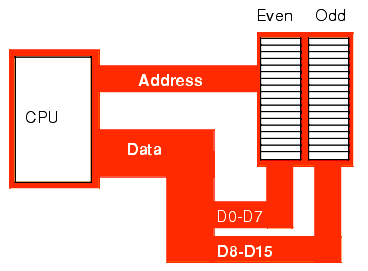 Even Odd
Address
CPU
Data
D0-D7
D8-D15